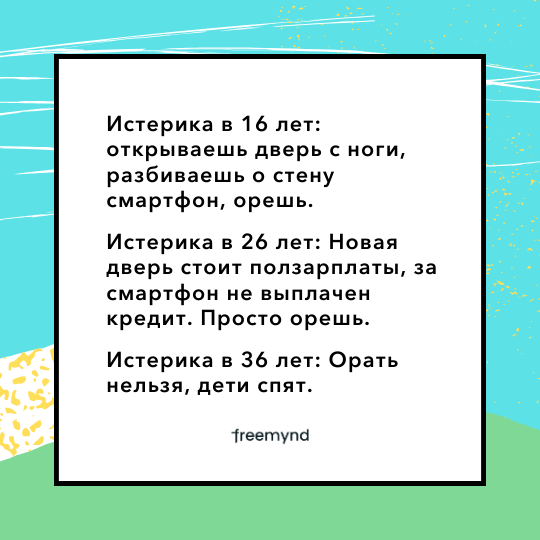 Истерика в 16 лет:
открываешь дверь с ноги,
разбиваешь о стену
смартфон, орешь.
Истерика в 26 лет: Новая
дверь стоит ползарплаты, за
смартфон не выплачен
кредит. Просто орешь.
Истерика в 36 лет: Орать
нельзя, дети спят.
freemynd